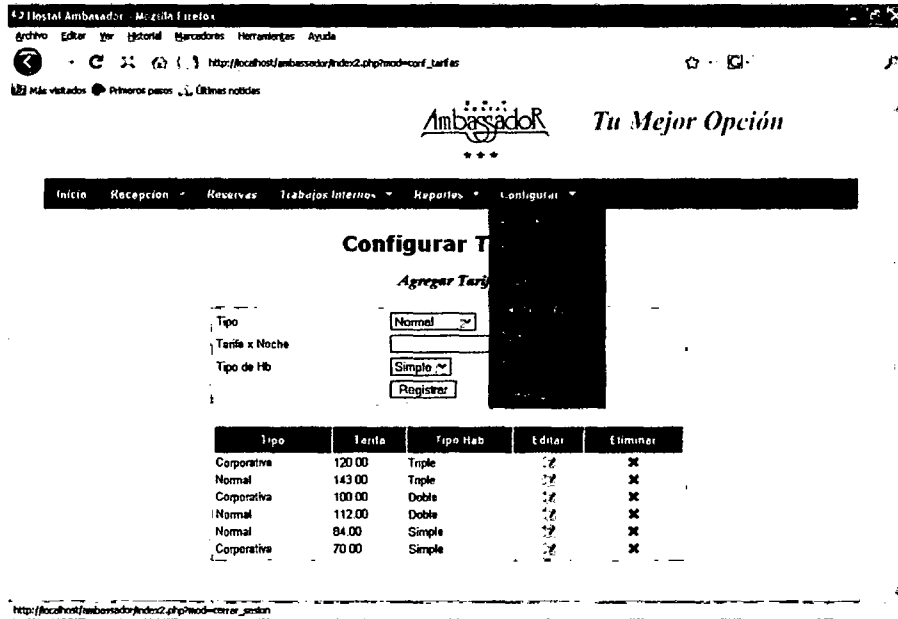 Hostal Ambassador - Mozilla Firefox
Archivo Editar Ver Historial Marcadores Herramientas Ayuda
http://localhost/ambassador/index2.php?mod=conf_tarifas
Más visitados Primeros pasos Últimas noticias
AmbassadoR Tu Mejor Opción
Inicio Recepción Reservas Trabajos Internos Reportes Configurar
Configurar T
Agregar Tarif
Tipo Normal
Tarifa x Noche
Tipo de Hb Simple
Registrar
Tipo Tarifa Tipo Hab Editar Eliminar
Corporativa 120.00 Triple
Normal 143.00 Triple
Corporativa 100.00 Doble
Normal 112.00 Doble
Normal 84.00 Simple
Corporativa 70.00 Simple
http://localhost/ambassador/index2.php?mod=cerrar_sesion